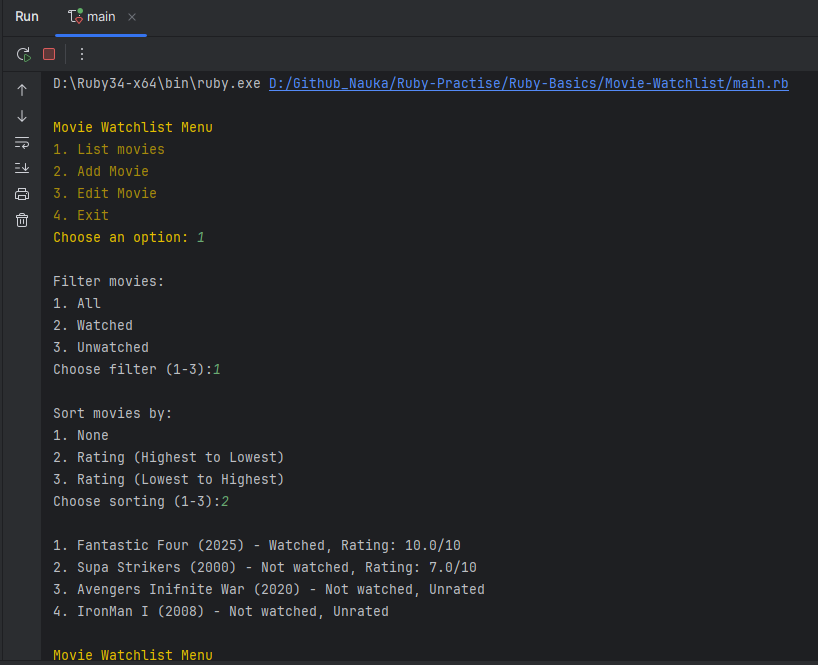 Run main
D:\Ruby34-x64\bin\ruby.exe D:/Github_Nauka/Ruby-Practise/Ruby-Basics/Movie-Watchlist/main.rb
Movie Watchlist Menu
1. List movies
2. Add Movie
3. Edit Movie
4. Exit
Choose an option: 1
Filter movies:
1. All
2. Watched
3. Unwatched
Choose filter (1-3):1
Sort movies by:
1. None
2. Rating (Highest to Lowest)
3. Rating (Lowest to Highest)
Choose sorting (1-3):2
1. Fantastic Four (2025) - Watched, Rating: 10.0/10
2. Supa Strikers (2000) - Not watched, Rating: 7.0/10
3. Avengers Inifnite War (2020) - Not watched, Unrated
4. IronMan I (2008) - Not watched, Unrated
Movie Watchlist Menu